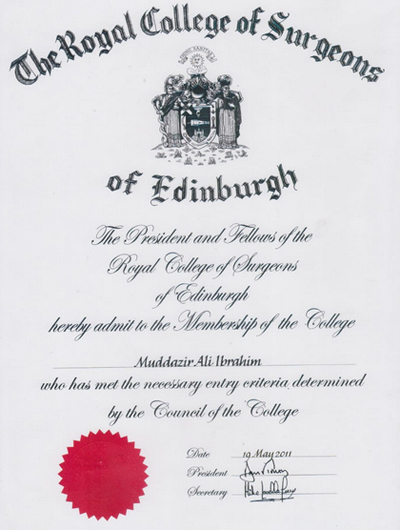 The Royal College of Surgeons
of Edinburgh
The President and Fellows of the
Royal College of Surgeons
of Edinburgh
hereby admit to the Membership of the College
Muddazir Ali Ibrahim
who has met the necessary entry criteria determined
by the Council of the College
Date 19 May 2011
President
Secretary